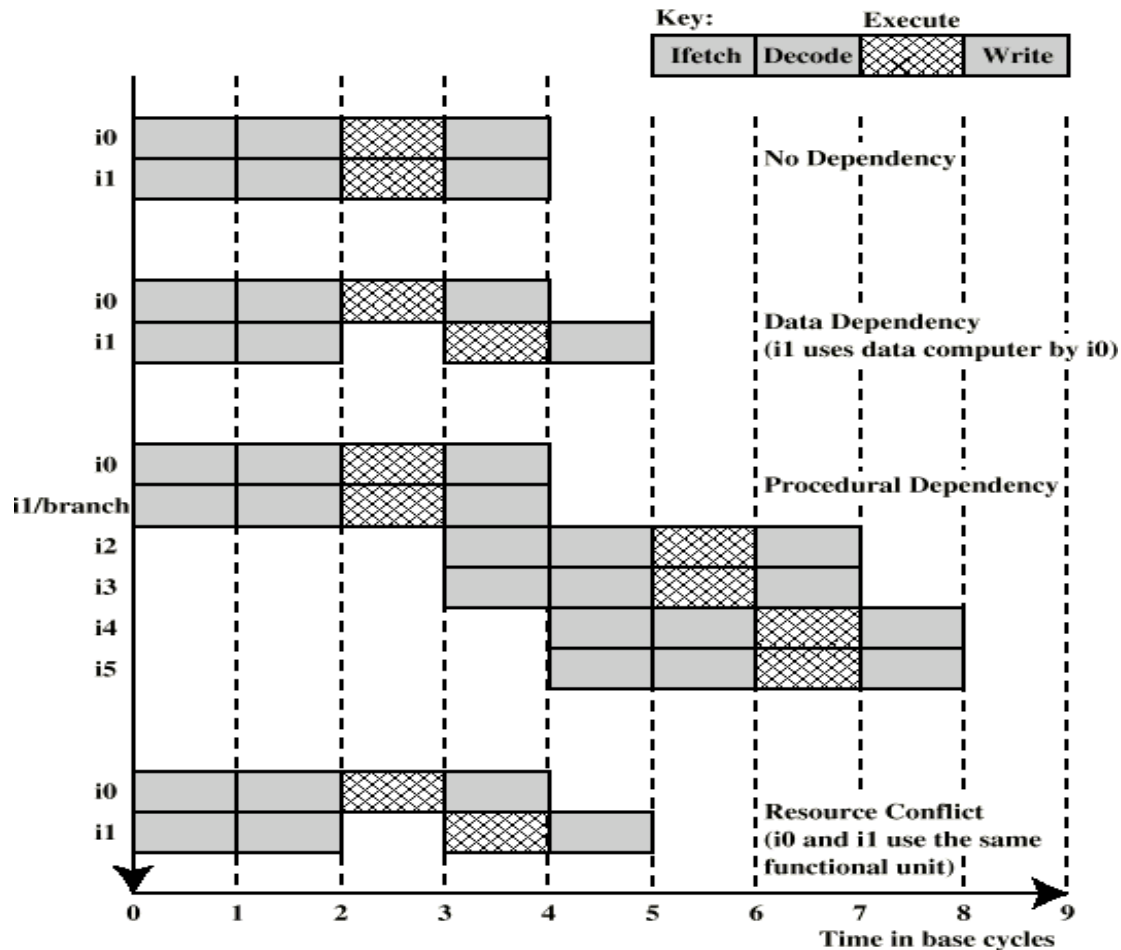 Key:
Execute
Ifetch Decode Write
i0
i1
No Dependency
i0
i1
Data Dependency
(i1 uses data computer by i0)
i0
i1/branch
Procedural Dependency
i2
i3
i4
i5
i0
i1
Resource Conflict
(i0 and i1 use the same
functional unit)
0 1 2 3 4 5 6 7 8 9
Time in base cycles